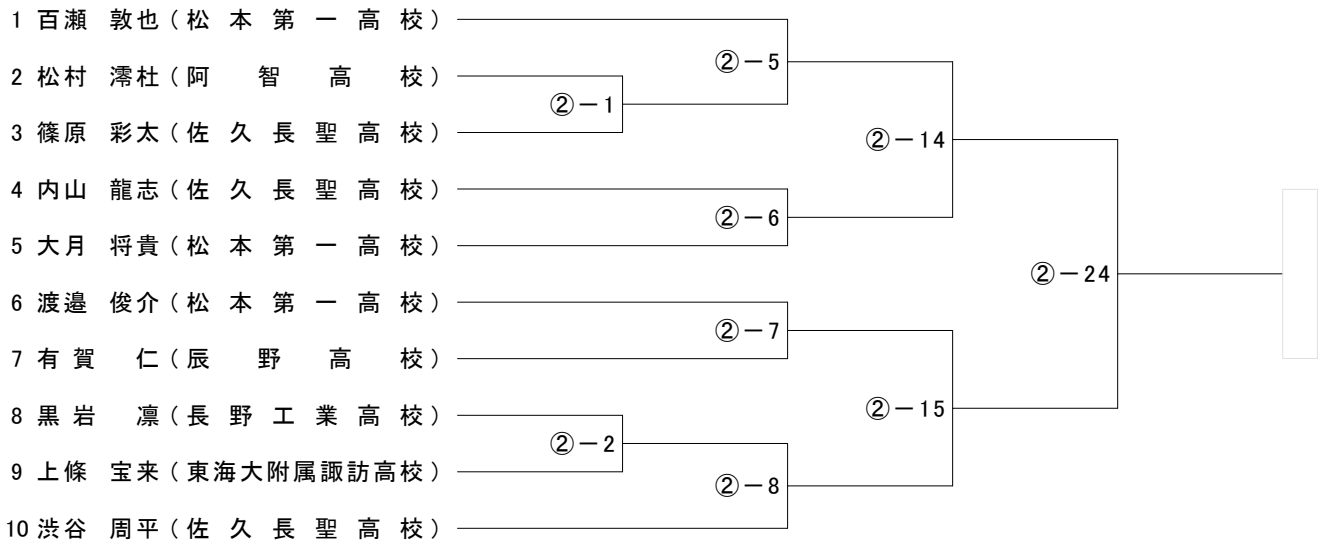 1 百瀬 敦也(松本第一高校)
②－5
2 松村 澪杜(阿智高校)
②－1
3 篠原 彩太(佐久長聖高校)
②－14
4 内山 龍志(佐久長聖高校)
②－6
5 大月 将貴(松本第一高校)
②－24
6 渡邉 俊介(松本第一高校)
②－7
7 有賀 仁(辰野高校)
②－15
8 黒岩 凛(長野工業高校)
②－2
9 上條 宝来(東海大附属諏訪高校)
②－8
10 渋谷 周平(佐久長聖高校)